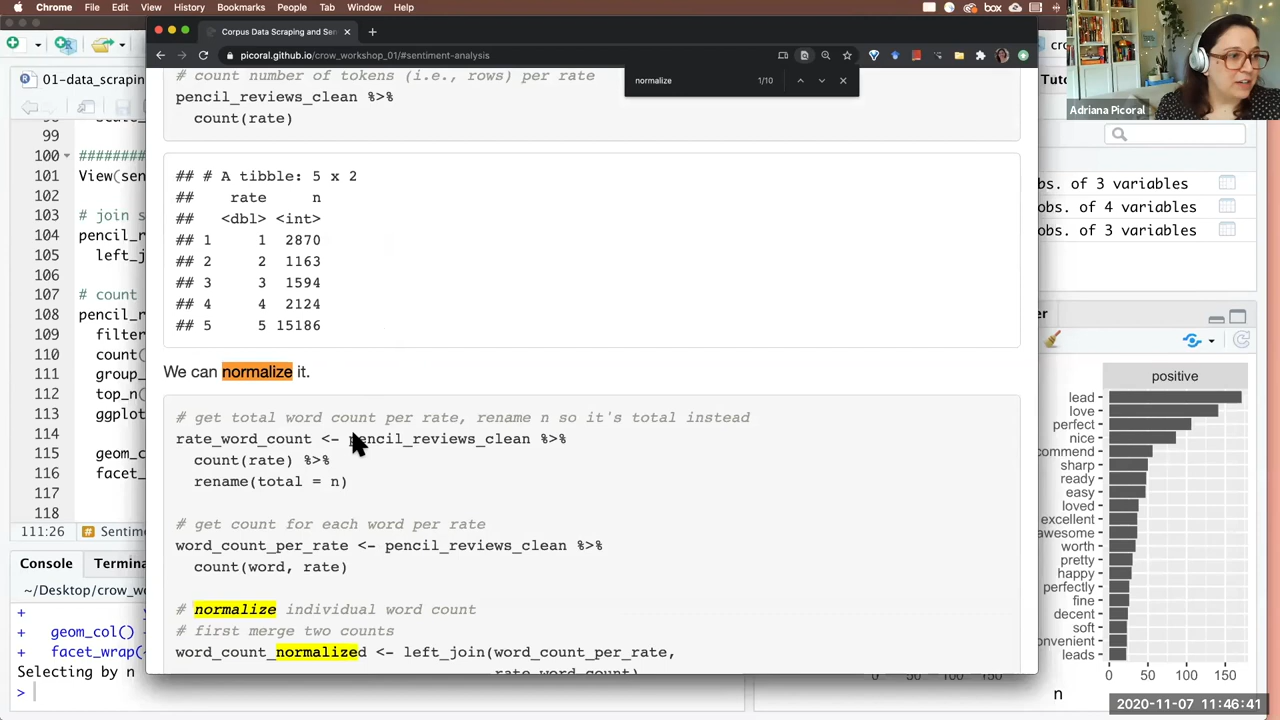 Chrome File Edit View History Bookmarks People Tab Window Help
box
Corpus Data Scraping and Sen
picoral.github.io/crow_workshop_01/#sentiment-analysis
normalize 1/10
Adriana Picoral
01-data_scrapin
cro
Tuto
# count number of tokens (i.e., rows) per rate
pencil_reviews_clean %>%
count(rate)
## # A tibble: 5 x 2
## rate n
## <dbl> <int>
## 1 1 2870
## 2 2 1163
## 3 3 1594
## 4 4 2124
## 5 5 15186
We can normalize it.
# get total word count per rate, rename n so it's total instead
rate_word_count <- pencil_reviews_clean %>%
count(rate) %>%
rename(total = n)
# get count for each word per rate
word_count_per_rate <- pencil_reviews_clean %>%
count(word, rate)
# normalize individual word count
# first merge two counts
word_count_normalized <- left_join(word_count_per_rate,
99
100 #########
101 View(sen
102
103 # join s
104 pencil_r
105 left_j
106
107 # count
108 pencil_r
109 filter
110 count(
111 group_
112 top_n(
113 ggplot
114
115 geom_c
116 facet_
117
118
111:26 Sentime
Console Termina
~/Desktop/crow_wo
+ y
+ geom_col() +
+ facet_wrap(~
Selecting by n
>
obs. of 3 variables
obs. of 4 variables
obs. of 3 variables
er
positive
lead
love
perfect
nice
commend
sharp
ready
easy
loved
excellent
awesome
worth
pretty
happy
perfectly
fine
decent
soft
onvenient
leads
0 50 100 150
n
2020-11-07 11:46:41